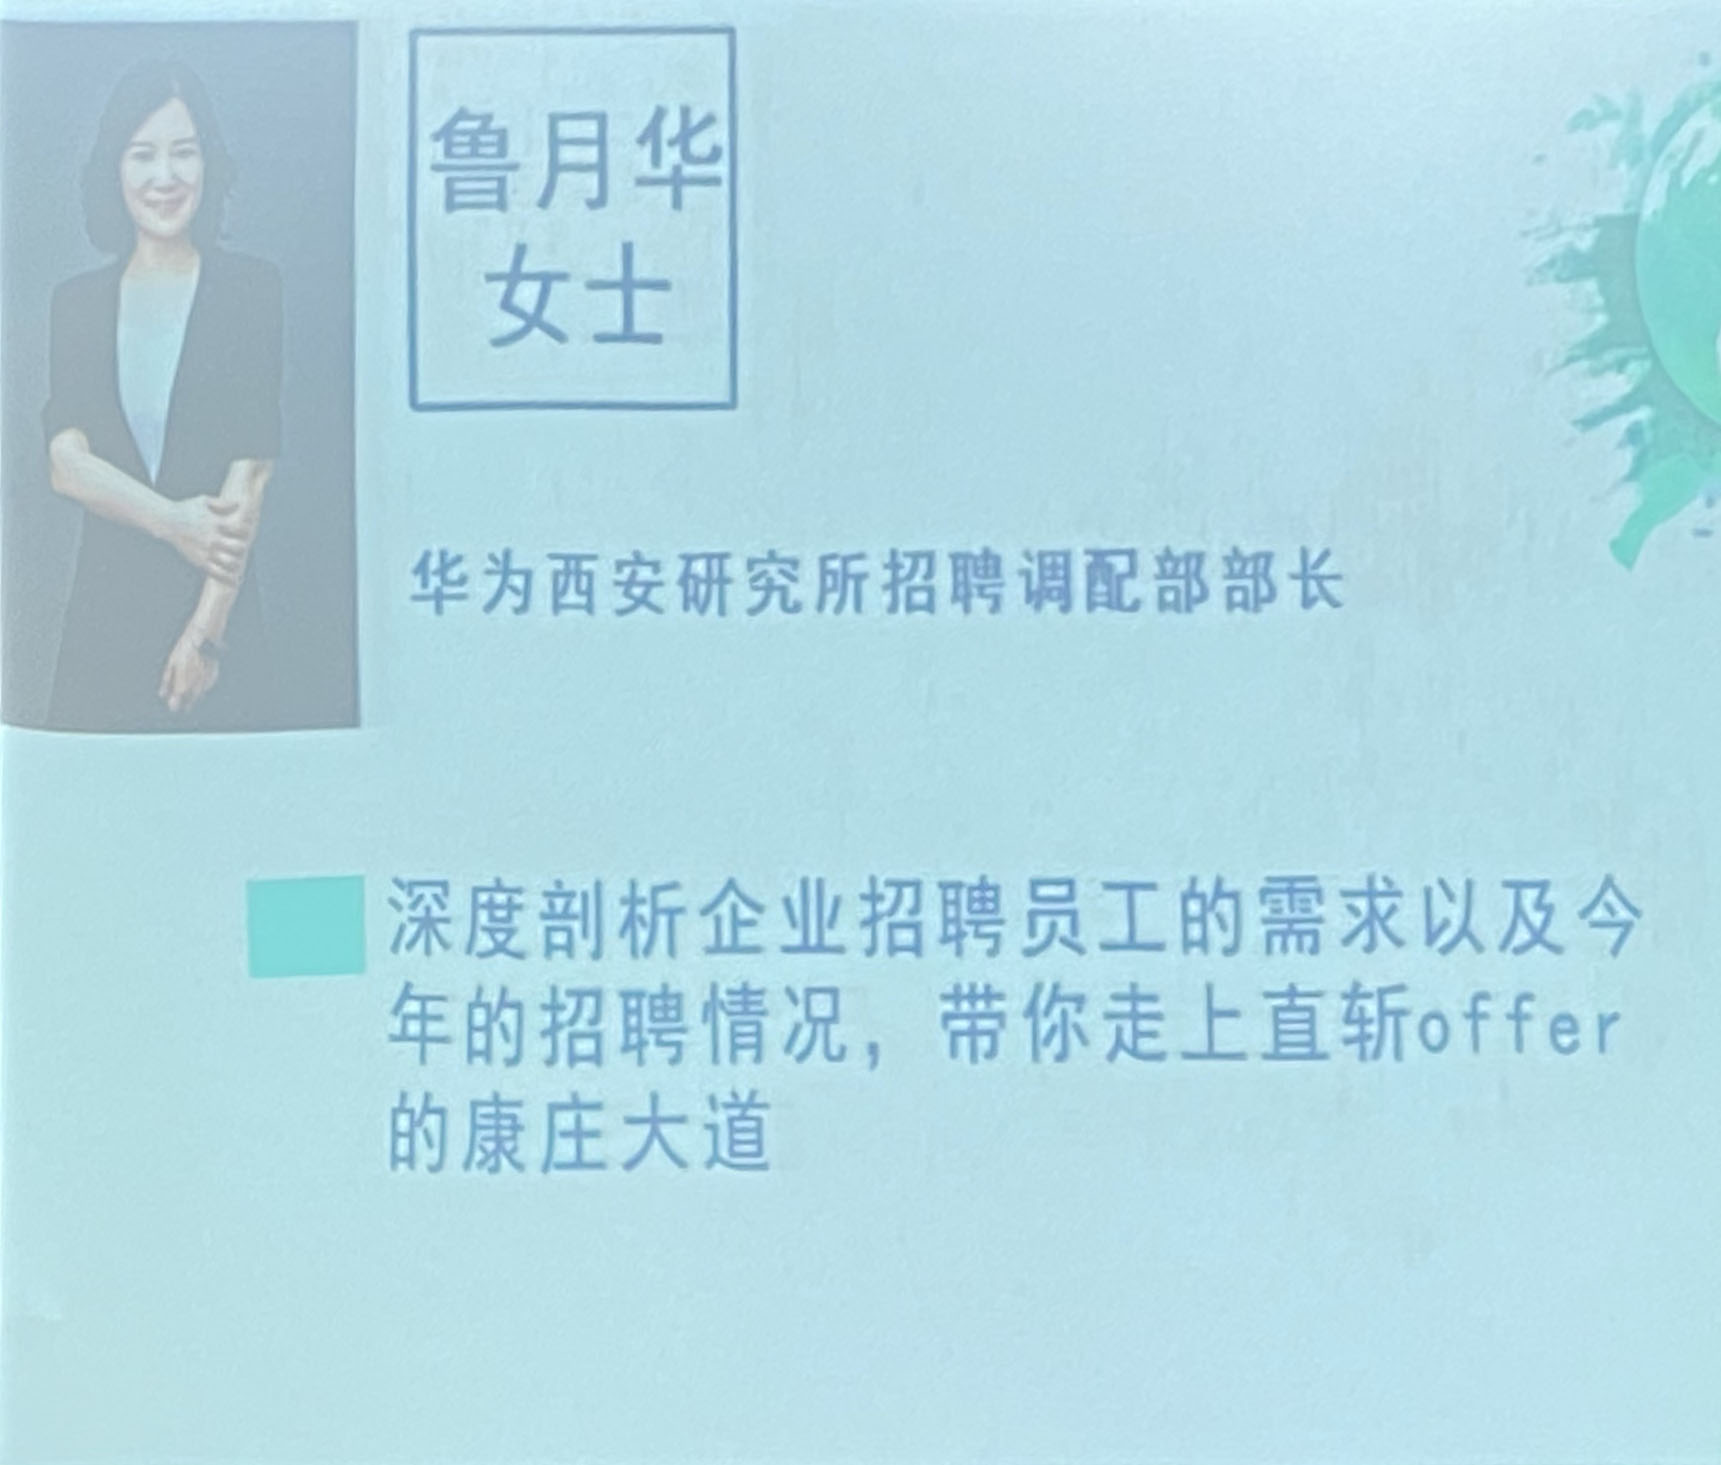 鲁月华
女士
华为西安研究所招聘调配部部长
深度剖析企业招聘员工的需求以及今
年的招聘情况，带你走上直斩offer
的康庄大道